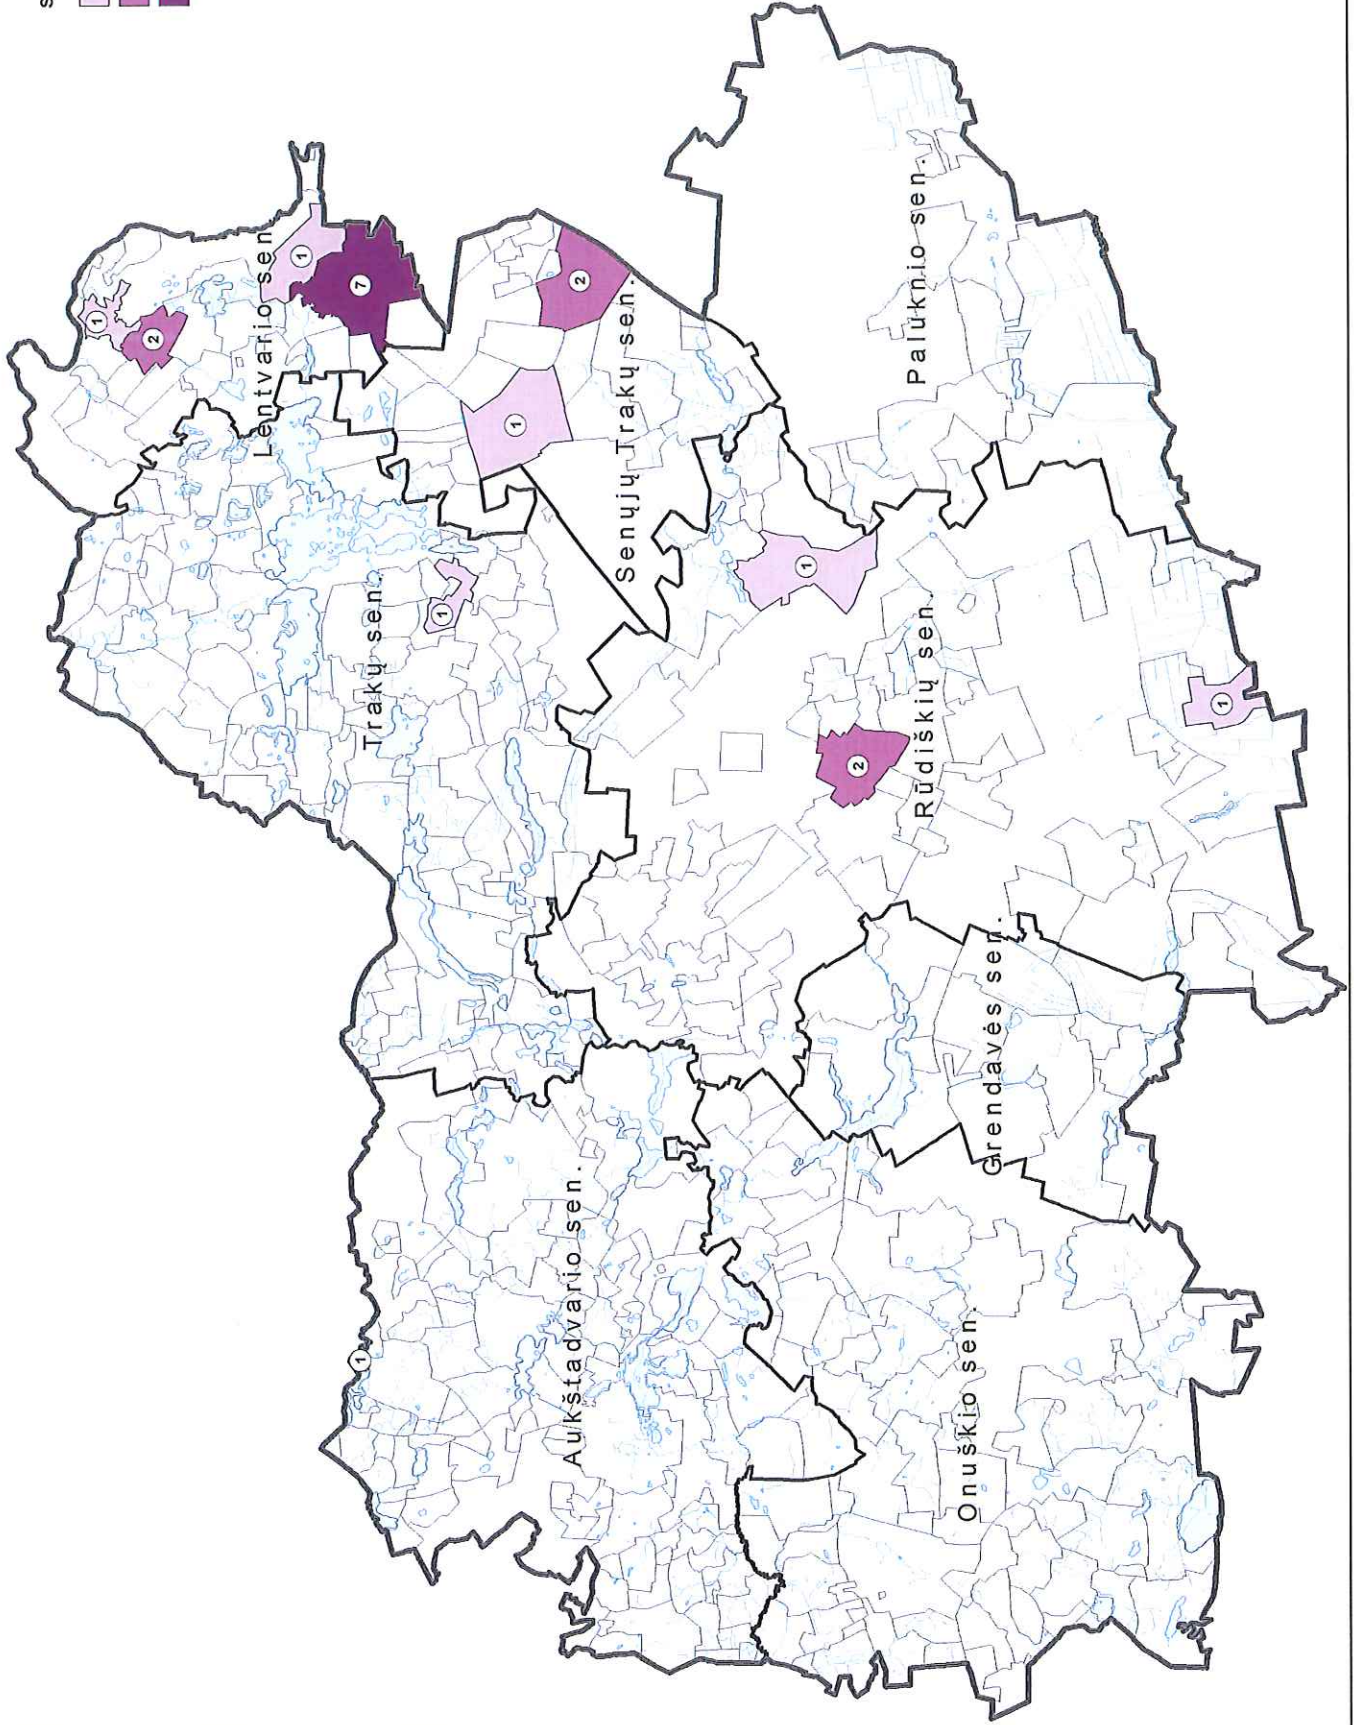 s
1
2
Lentvario sen.
1
1
7
Trakų sen.
1
1
Aukštadvario sen.
2
Senųjų Trakų sen.
1
2
Paluknio sen.
Rūdiškių sen.
Onuškio sen.
Grendavės sen.
1